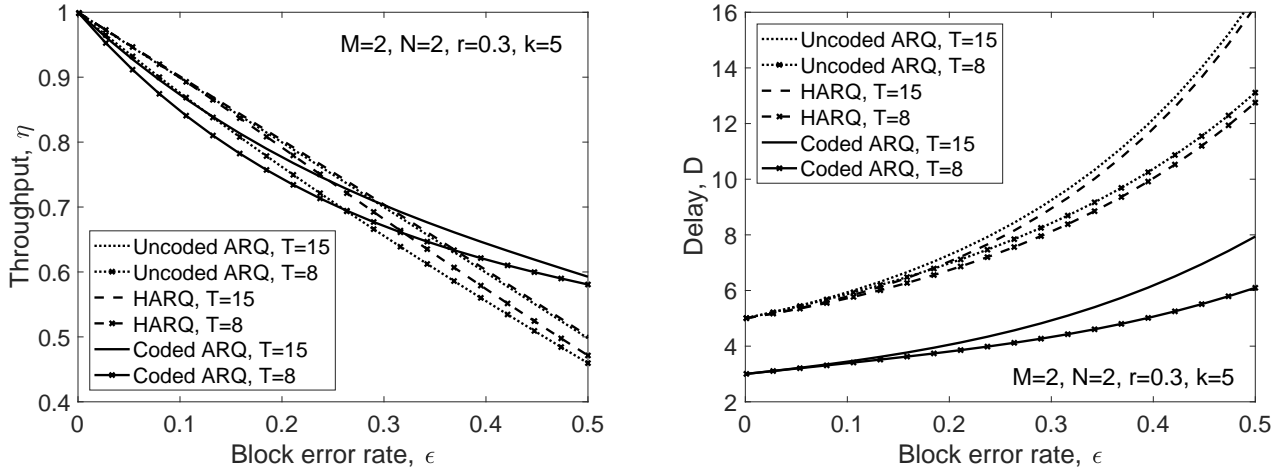 1
0.9
0.8
0.7
0.6
0.5
0.4
Throughput, η
M=2, N=2, r=0.3, k=5
Uncoded ARQ, T=15
Uncoded ARQ, T=8
HARQ, T=15
HARQ, T=8
Coded ARQ, T=15
Coded ARQ, T=8
0 0.1 0.2 0.3 0.4 0.5
Block error rate, ϵ
16
14
12
10
8
6
4
2
Delay, D
Uncoded ARQ, T=15
Uncoded ARQ, T=8
HARQ, T=15
HARQ, T=8
Coded ARQ, T=15
Coded ARQ, T=8
M=2, N=2, r=0.3, k=5
0 0.1 0.2 0.3 0.4 0.5
Block error rate, ϵ